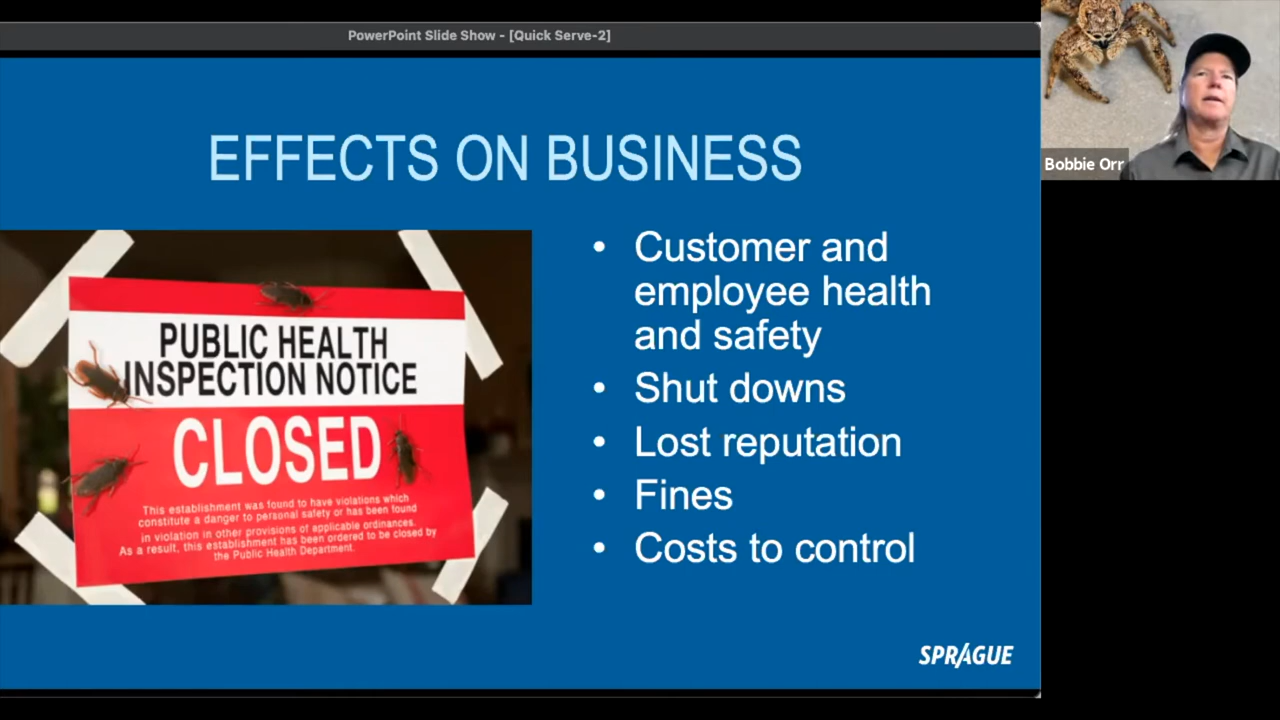 PowerPoint Slide Show - [Quick Serve-2]
EFFECTS ON BUSINESS
PUBLIC HEALTH
INSPECTION NOTICE
CLOSED
This establishment was found to have violations which
constitute a danger to personal safety or has been found
in violation in other provisions of applicable ordinances.
As a result, this establishment has been ordered to be closed by
the Public Health Department.
• Customer and
employee health
and safety
• Shut downs
• Lost reputation
• Fines
• Costs to control
SPRAGUE
Bobbie Orr